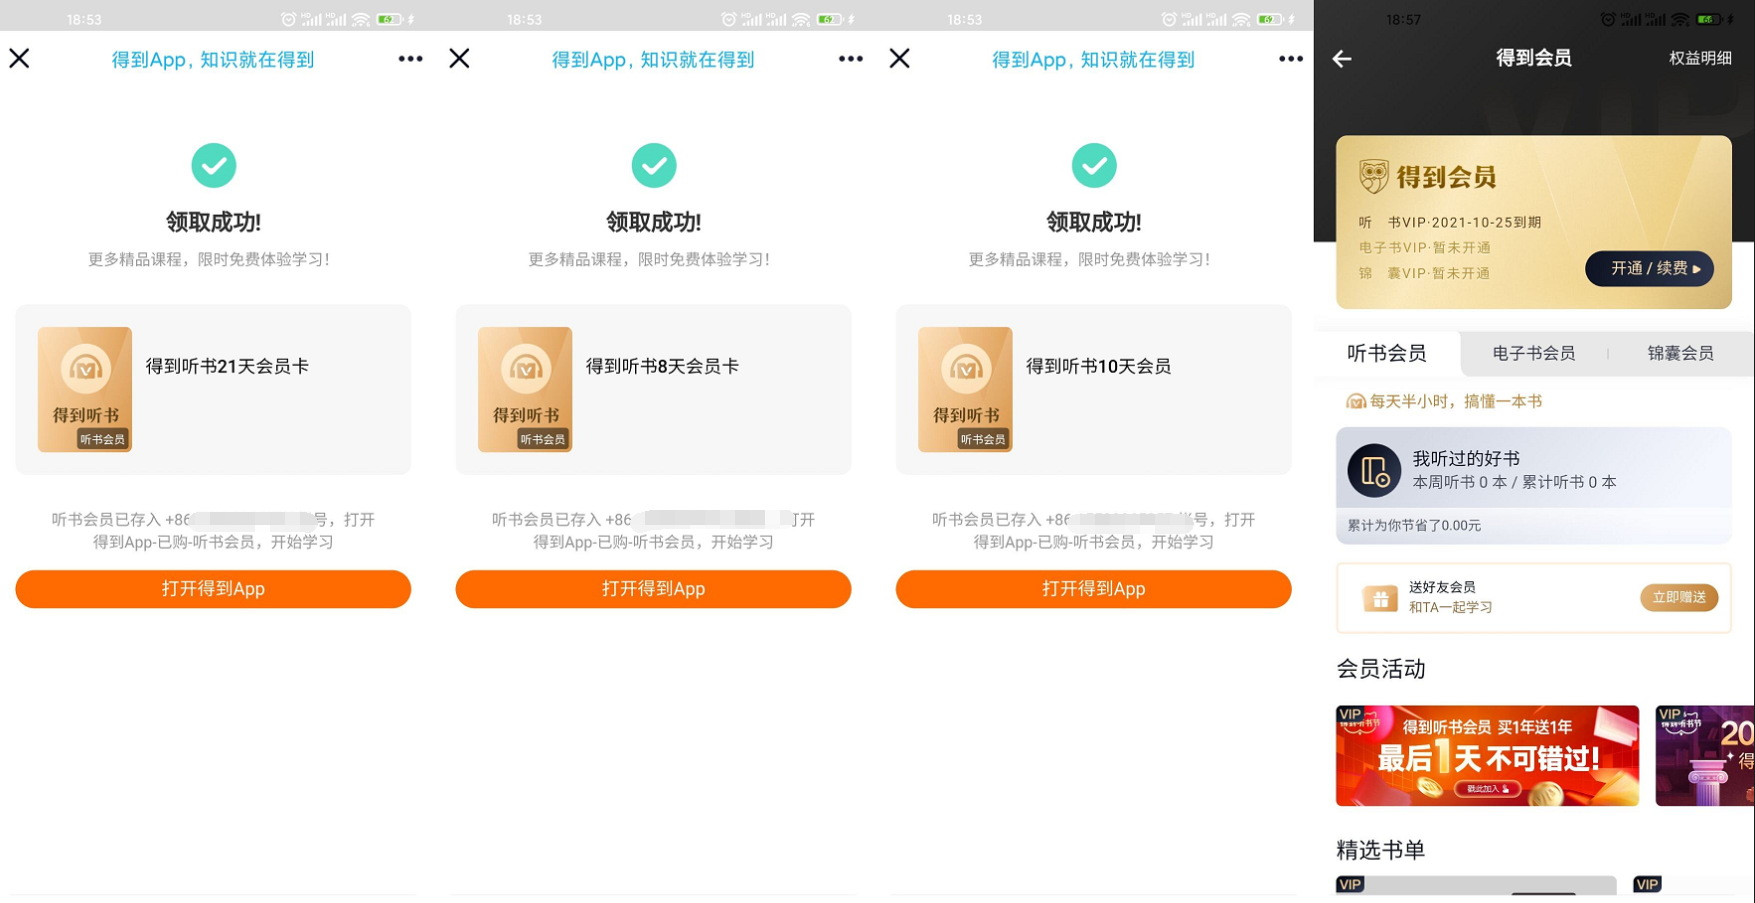 18:53
62
得到App, 知识就在得到
领取成功!
更多精品课程，限时免费体验学习！
得到听书
听书会员
得到听书21天会员卡
听书会员已存入 +86 号，打开
得到App-已购-听书会员，开始学习
打开得到App
18:53
62
得到App, 知识就在得到
领取成功!
更多精品课程，限时免费体验学习！
得到听书
听书会员
得到听书8天会员卡
听书会员已存入 +86 打开
得到App-已购-听书会员，开始学习
打开得到App
18:53
62
得到App, 知识就在得到
领取成功!
更多精品课程，限时免费体验学习！
得到听书
听书会员
得到听书10天会员
听书会员已存入 +86 号，打开
得到App-已购-听书会员，开始学习
打开得到App
18:57
得到会员
权益明细
得到会员
听 书VIP·2021-10-25到期
电子书VIP·暂未开通
锦 囊VIP·暂未开通
开通 / 续费
听书会员
电子书会员
锦囊会员
每天半小时，搞懂一本书
我听过的好书
本周听书 0 本 / 累计听书 0 本
累计为你节省了0.00元
送好友会员
和TA一起学习
立即赠送
会员活动
VIP
得到听书会员 买1年送1年
最后1天 不可错过!
戳此加入
VIP
20
得
精选书单
VIP
VIP